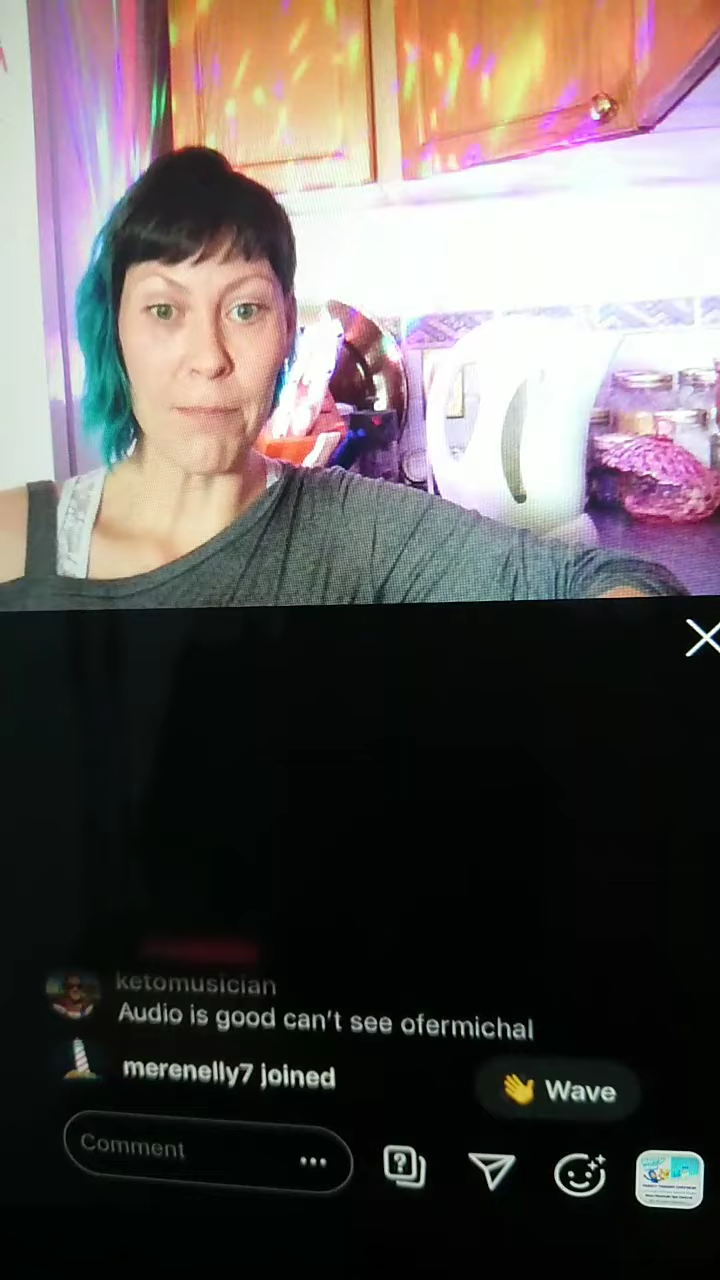 ketomusician
Audio is good can't see ofermichal
merenelly7 joined
👋 Wave
Comment